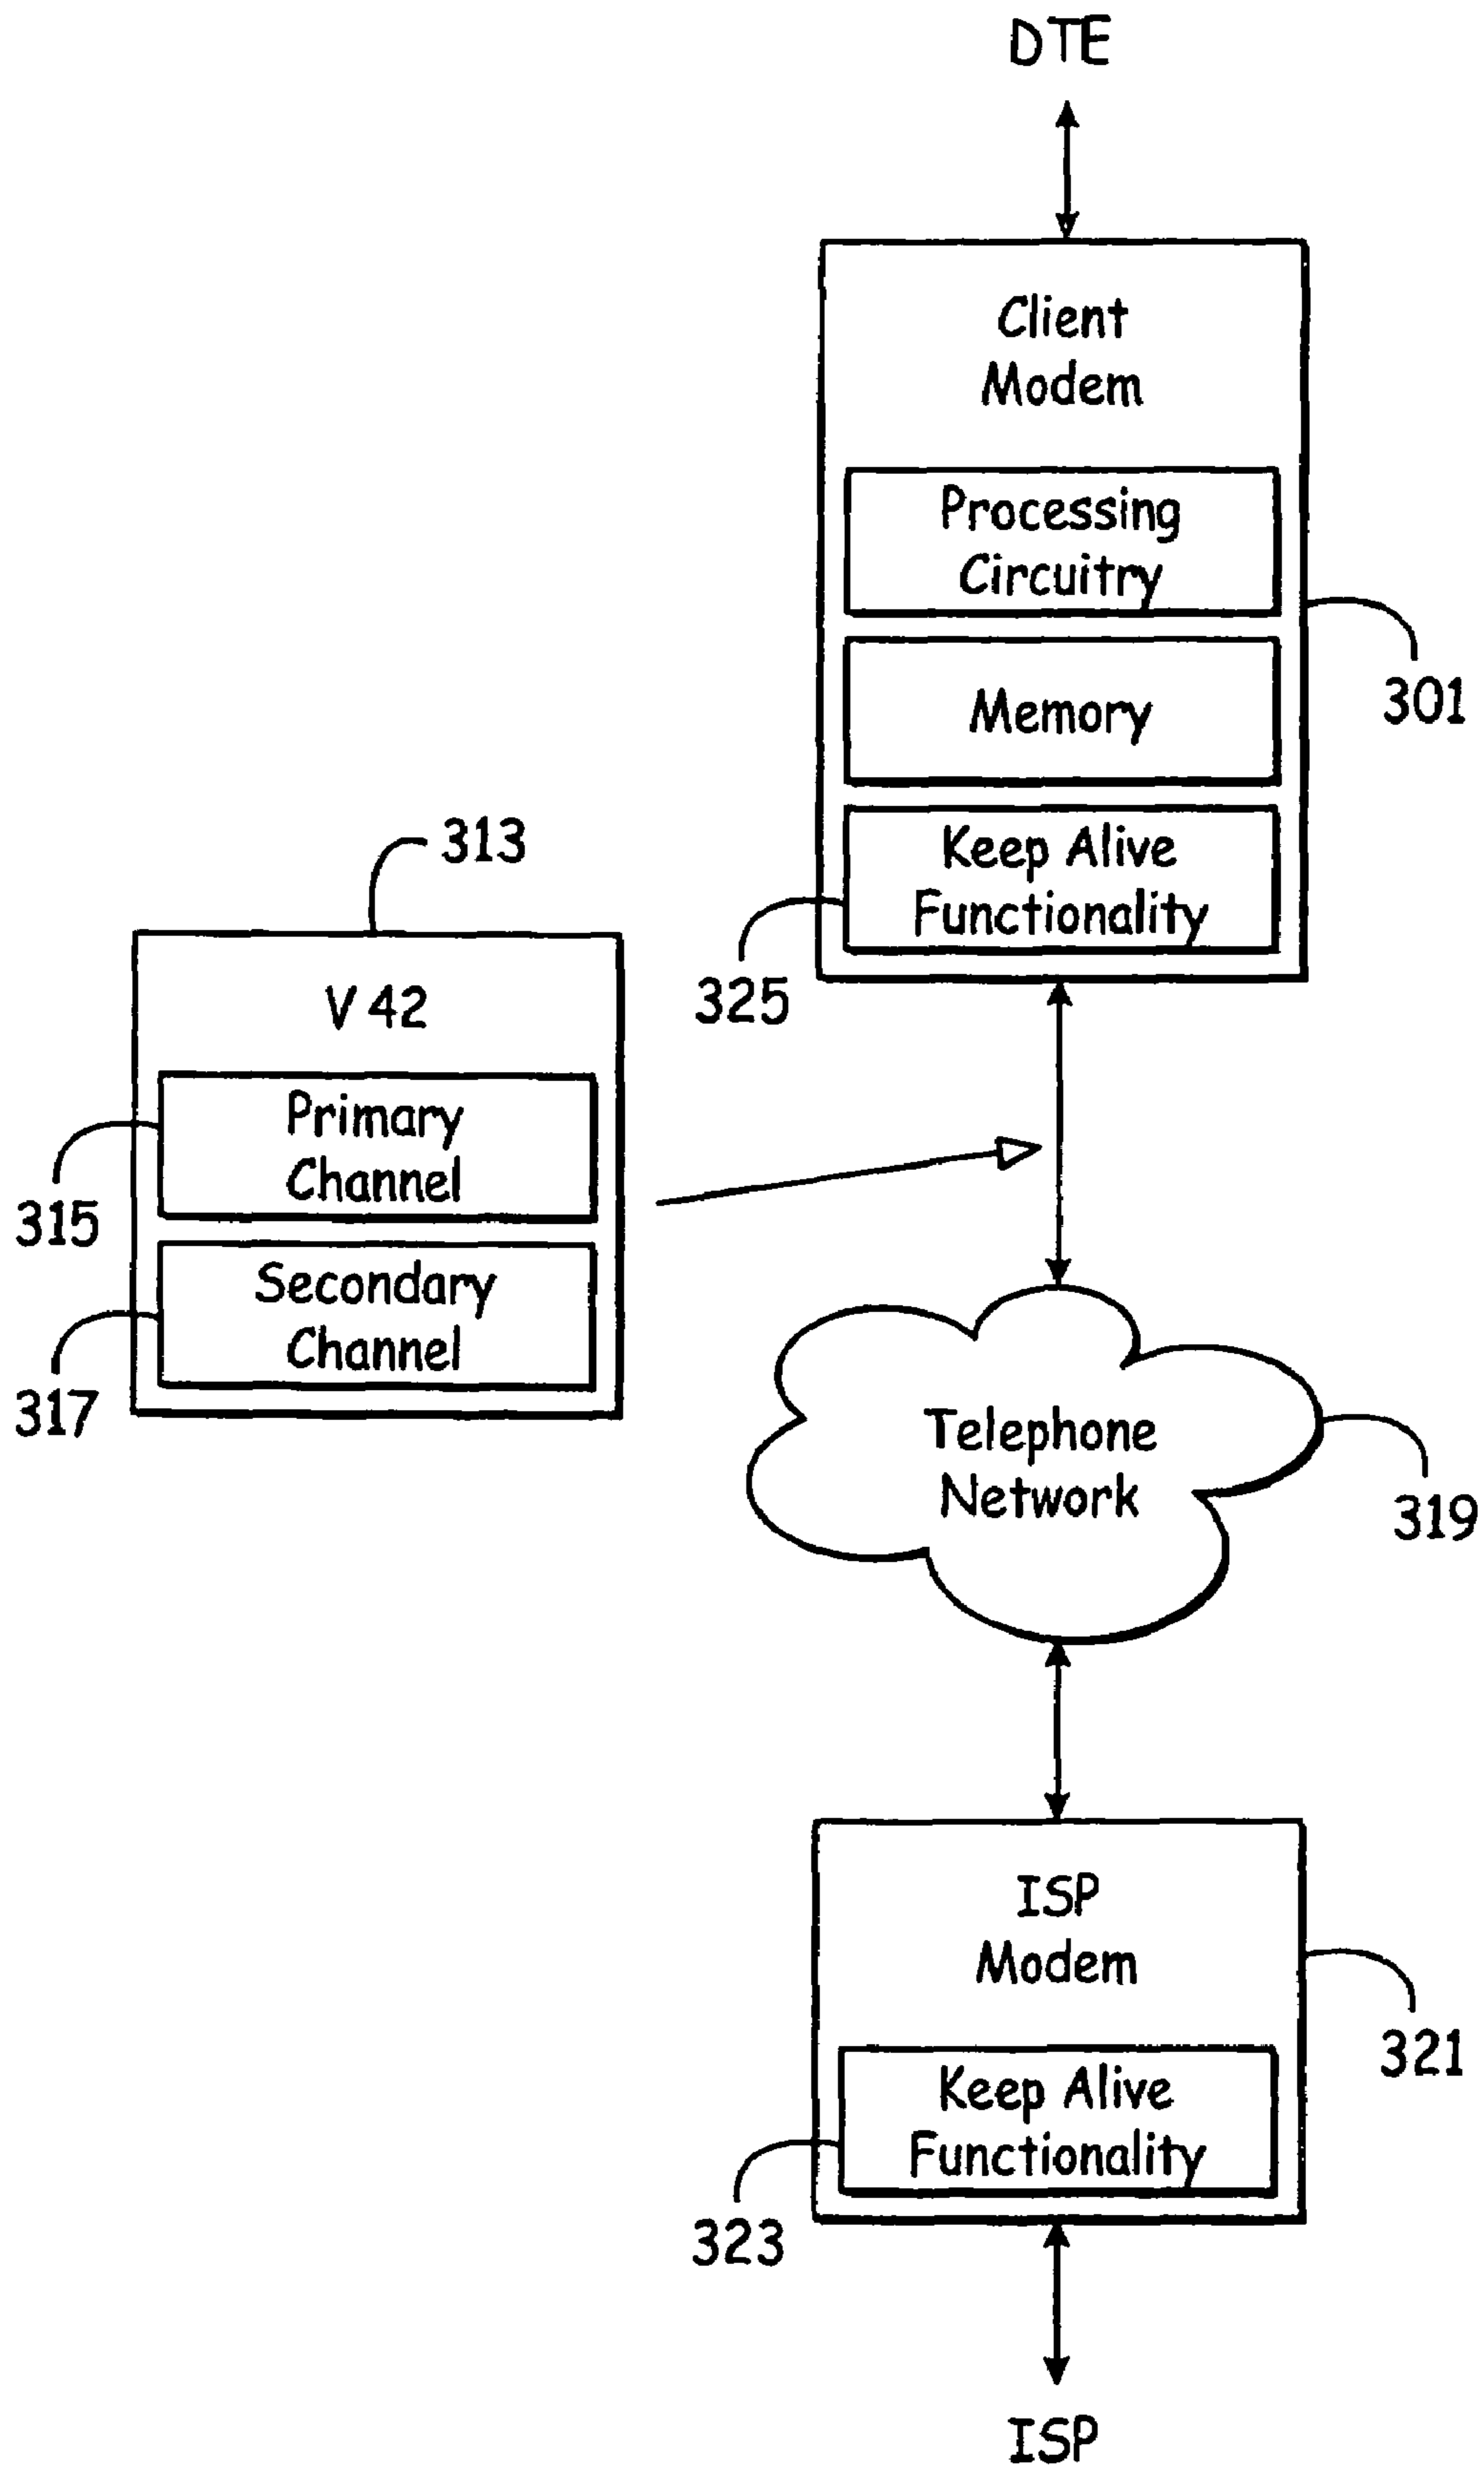 DTE
Client
Modem
Processing
Circuitry
301
Memory
Keep Alive
Functionality
325
313
V 42
Primary
Channel
315
Secondary
Channel
317
Telephone
Network
319
ISP
Modem
321
Keep Alive
Functionality
323
ISP